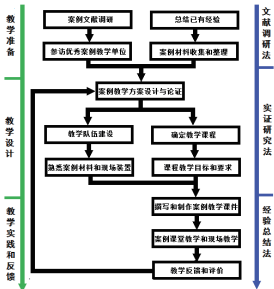 教学准备
教学设计
教学实践和反馈
案例文献调研
总结已有经验
参访优秀案例教学单位
案例材料收集和整理
案例教学方案设计与论证
教学队伍建设
确定教学课程
熟悉案例材料和现场装置
课程教学目标和要求
撰写和制作案例教学课件
案例课堂教学和现场教学
教学反馈和评价
文献调研法
实证研究法
经验总结法